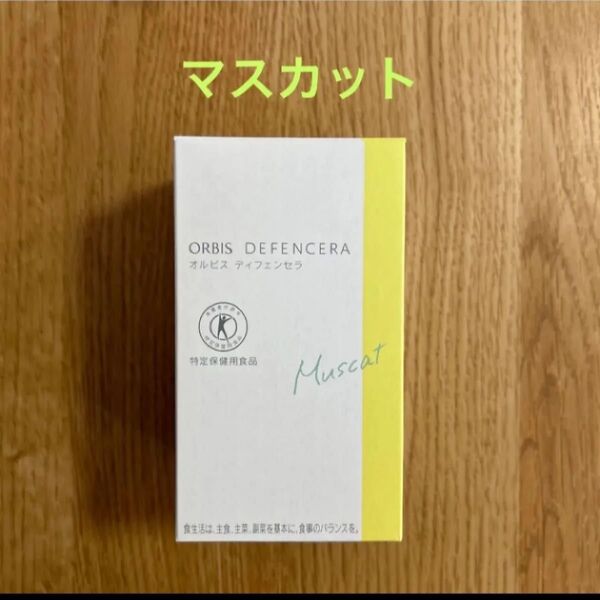 マスカット
ORBIS DEFENCERA
オルビス ディフェンセラ
特定保健用食品
Muscat
食生活は、主食、主菜、副菜を基本に、食事のバランスを。